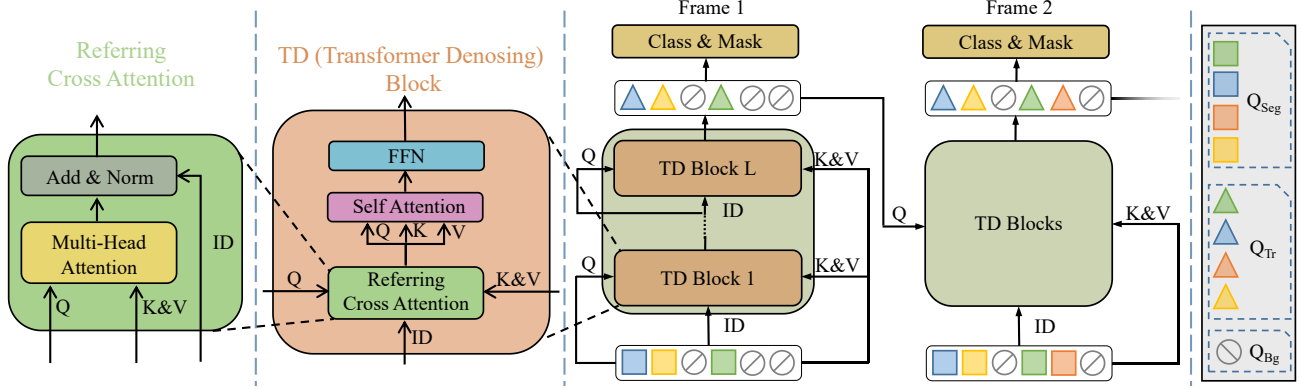 Referring
Cross Attention
Add & Norm
Multi-Head
Attention
ID
Q
K&V
TD (Transformer Denosing)
Block
FFN
Self Attention
Q
K
V
Referring
Cross Attention
Q
K&V
ID
Frame 1
Class & Mask
TD Block L
Q
K&V
ID
TD Block 1
Q
K&V
ID
Frame 2
Class & Mask
TD Blocks
Q
K&V
ID
QSeg
QTr
QBg